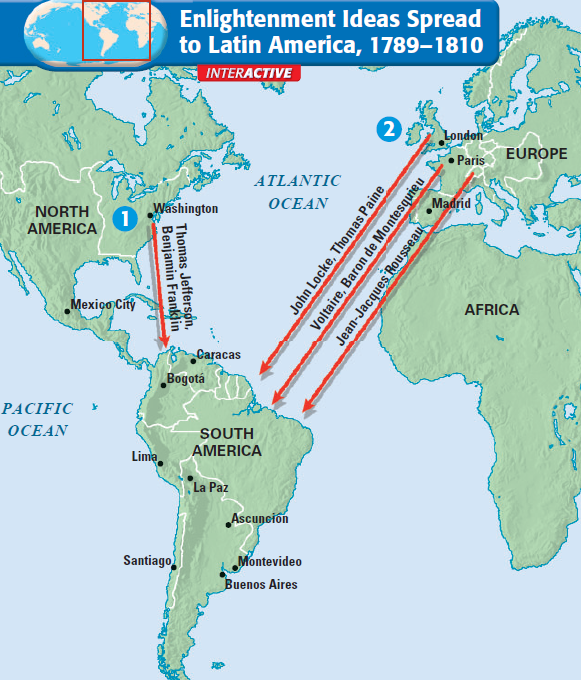 Enlightenment Ideas Spread
to Latin America, 1789–1810
INTERACTIVE
2
London
Paris
EUROPE
ATLANTIC
OCEAN
Madrid
NORTH
AMERICA
1
Washington
Thomas Jefferson,
Benjamin Franklin
John Locke, Thomas Paine
Voltaire, Baron de Montesquieu
Jean-Jacques Rousseau
Mexico City
AFRICA
Caracas
Bogotá
PACIFIC
OCEAN
SOUTH
AMERICA
Lima
La Paz
Ascunción
Santiago
Montevideo
Buenos Aires